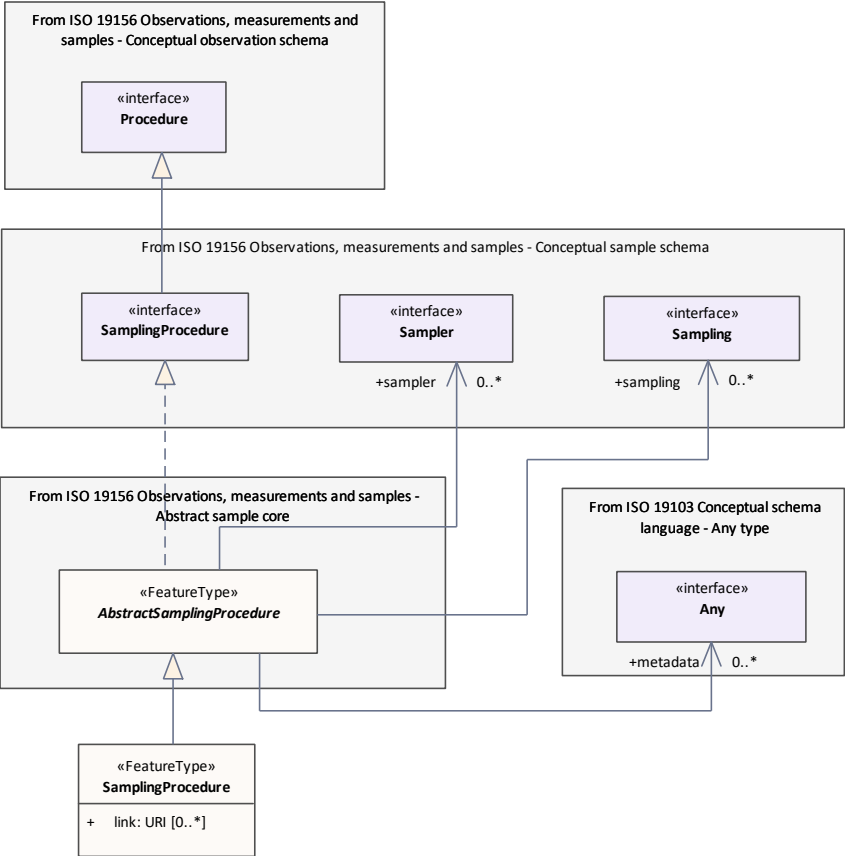 From ISO 19156 Observations, measurements and
samples - Conceptual observation schema
«interface»
Procedure
From ISO 19156 Observations, measurements and samples - Conceptual sample schema
«interface»
SamplingProcedure
«interface»
Sampler
«interface»
Sampling
+sampler
0..*
+sampling
0..*
From ISO 19156 Observations, measurements and samples -
Abstract sample core
«FeatureType»
AbstractSamplingProcedure
From ISO 19103 Conceptual schema
language - Any type
«interface»
Any
+metadata
0..*
«FeatureType»
SamplingProcedure
+ link: URI [0..*]